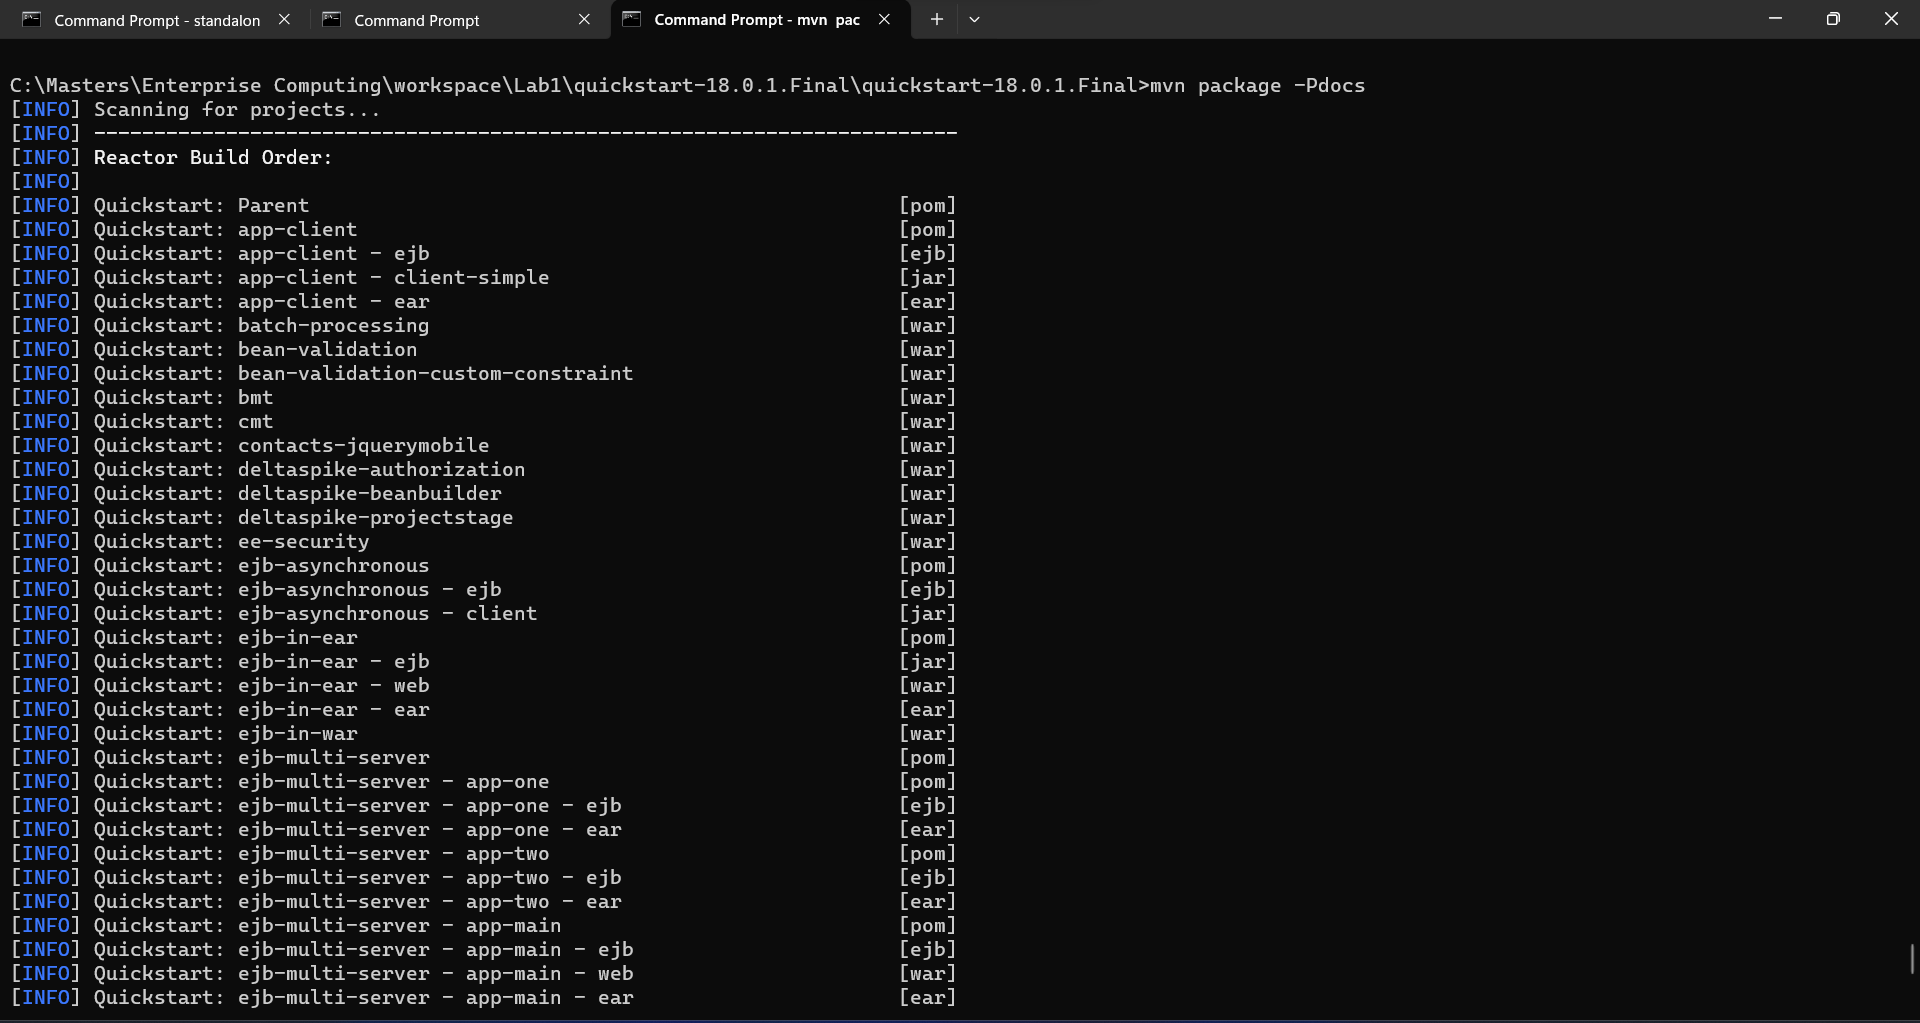 Command Prompt - standalon
Command Prompt
Command Prompt - mvn pac
C:\Masters\Enterprise Computing\workspace\Lab1\quickstart-18.0.1.Final\quickstart-18.0.1.Final>mvn package -Pdocs
[INFO] Scanning for projects...
[INFO] ------------------------------------------------------------------------
[INFO] Reactor Build Order:
[INFO]
[INFO] Quickstart: Parent [pom]
[INFO] Quickstart: app-client [pom]
[INFO] Quickstart: app-client - ejb [ejb]
[INFO] Quickstart: app-client - client-simple [jar]
[INFO] Quickstart: app-client - ear [ear]
[INFO] Quickstart: batch-processing [war]
[INFO] Quickstart: bean-validation [war]
[INFO] Quickstart: bean-validation-custom-constraint [war]
[INFO] Quickstart: bmt [war]
[INFO] Quickstart: cmt [war]
[INFO] Quickstart: contacts-jquerymobile [war]
[INFO] Quickstart: deltaspike-authorization [war]
[INFO] Quickstart: deltaspike-beanbuilder [war]
[INFO] Quickstart: deltaspike-projectstage [war]
[INFO] Quickstart: ee-security [war]
[INFO] Quickstart: ejb-asynchronous [pom]
[INFO] Quickstart: ejb-asynchronous - ejb [ejb]
[INFO] Quickstart: ejb-asynchronous - client [jar]
[INFO] Quickstart: ejb-in-ear [pom]
[INFO] Quickstart: ejb-in-ear - ejb [jar]
[INFO] Quickstart: ejb-in-ear - web [war]
[INFO] Quickstart: ejb-in-ear - ear [ear]
[INFO] Quickstart: ejb-in-war [war]
[INFO] Quickstart: ejb-multi-server [pom]
[INFO] Quickstart: ejb-multi-server - app-one [pom]
[INFO] Quickstart: ejb-multi-server - app-one - ejb [ejb]
[INFO] Quickstart: ejb-multi-server - app-one - ear [ear]
[INFO] Quickstart: ejb-multi-server - app-two [pom]
[INFO] Quickstart: ejb-multi-server - app-two - ejb [ejb]
[INFO] Quickstart: ejb-multi-server - app-two - ear [ear]
[INFO] Quickstart: ejb-multi-server - app-main [pom]
[INFO] Quickstart: ejb-multi-server - app-main - ejb [ejb]
[INFO] Quickstart: ejb-multi-server - app-main - web [war]
[INFO] Quickstart: ejb-multi-server - app-main - ear [ear]